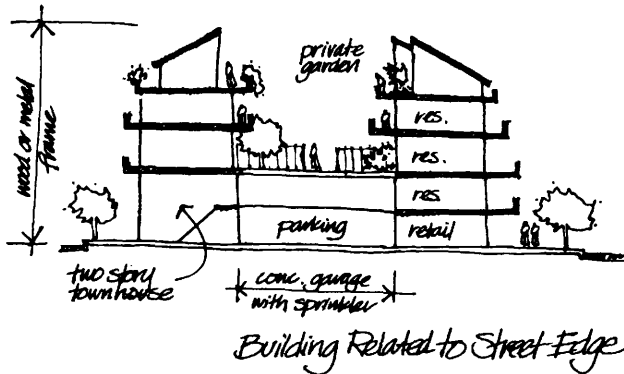 private
garden
wood or metal
frame
res.
res.
res.
parking
retail
two story
townhouse
conc. garage
with sprinkler
Building Related to Street Edge